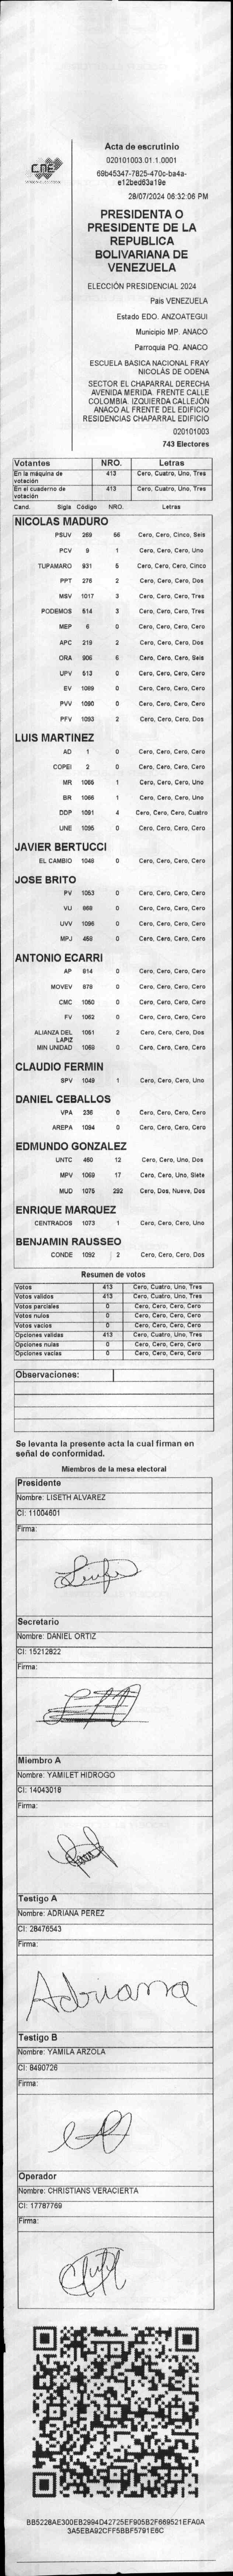 CNE
Acta de escrutinio
020101003.01.1.0001
69b45347-7825-470c-ba4a-
e12bed63a19e
28/07/2024 06:32:06 PM
PRESIDENTA O
PRESIDENTE DE LA
REPUBLICA
BOLIVARIANA DE
VENEZUELA
ELECCIÓN PRESIDENCIAL 2024
País VENEZUELA
Estado EDO. ANZOATEGUI
Municipio MP. ANACO
Parroquia PQ. ANACO
ESCUELA BASICA NACIONAL FRAY
NICOLÁS DE ODENA
SECTOR EL CHAPARRAL DERECHA
AVENIDA MERIDA. FRENTE CALLE
COLOMBIA. IZQUIERDA CALLEJÓN
ANACO AL FRENTE DEL EDIFICIO
RESIDENCIAS CHAPARRAL EDIFICIO
020101003
743 Electores
Votantes NRO. Letras
En la máquina de votación 413 Cero, Cuatro, Uno, Tres
En el cuaderno de votación 413 Cero, Cuatro, Uno, Tres
Cand. Sigla Código NRO. Letras
NICOLAS MADURO
PSUV 269 56 Cero, Cero, Cinco, Seis
PCV 9 1 Cero, Cero, Cero, Uno
TUPAMARO 931 5 Cero, Cero, Cero, Cinco
PPT 276 2 Cero, Cero, Cero, Dos
MSV 1017 3 Cero, Cero, Cero, Tres
PODEMOS 514 3 Cero, Cero, Cero, Tres
MEP 6 0 Cero, Cero, Cero, Cero
APC 219 2 Cero, Cero, Cero, Dos
ORA 906 6 Cero, Cero, Cero, Seis
UPV 513 0 Cero, Cero, Cero, Cero
EV 1089 0 Cero, Cero, Cero, Cero
PVV 1090 0 Cero, Cero, Cero, Cero
PFV 1093 2 Cero, Cero, Cero, Dos
LUIS MARTINEZ
AD 1 0 Cero, Cero, Cero, Cero
COPEI 2 0 Cero, Cero, Cero, Cero
MR 1065 1 Cero, Cero, Cero, Uno
BR 1066 1 Cero, Cero, Cero, Uno
DDP 1091 4 Cero, Cero, Cero, Cuatro
UNE 1095 0 Cero, Cero, Cero, Cero
JAVIER BERTUCCI
EL CAMBIO 1048 0 Cero, Cero, Cero, Cero
JOSE BRITO
PV 1053 0 Cero, Cero, Cero, Cero
VU 868 0 Cero, Cero, Cero, Cero
UVV 1096 0 Cero, Cero, Cero, Cero
MPJ 458 0 Cero, Cero, Cero, Cero
ANTONIO ECARRI
AP 814 0 Cero, Cero, Cero, Cero
MOVEV 878 0 Cero, Cero, Cero, Cero
CMC 1050 0 Cero, Cero, Cero, Cero
FV 1062 0 Cero, Cero, Cero, Cero
ALIANZA DEL LAPIZ 1051 2 Cero, Cero, Cero, Dos
MIN UNIDAD 1069 0 Cero, Cero, Cero, Cero
CLAUDIO FERMIN
SPV 1049 1 Cero, Cero, Cero, Uno
DANIEL CEBALLOS
VPA 236 0 Cero, Cero, Cero, Cero
AREPA 1094 0 Cero, Cero, Cero, Cero
EDMUNDO GONZALEZ
UNTC 460 12 Cero, Cero, Uno, Dos
MPV 1059 17 Cero, Cero, Uno, Siete
MUD 1075 292 Cero, Dos, Nueve, Dos
ENRIQUE MARQUEZ
CENTRADOS 1073 1 Cero, Cero, Cero, Uno
BENJAMIN RAUSSEO
CONDE 1092 2 Cero, Cero, Cero, Dos
Resumen de votos
Votos 413 Cero, Cuatro, Uno, Tres
Votos validos 413 Cero, Cuatro, Uno, Tres
Votos parciales 0 Cero, Cero, Cero, Cero
Votos nulos 0 Cero, Cero, Cero, Cero
Votos vacios 0 Cero, Cero, Cero, Cero
Opciones validas 413 Cero, Cuatro, Uno, Tres
Opciones nulas 0 Cero, Cero, Cero, Cero
Opciones vacías 0 Cero, Cero, Cero, Cero
Observaciones:
Se levanta la presente acta la cual firman en
señal de conformidad.
Miembros de la mesa electoral
Presidente
Nombre: LISETH ALVAREZ
CI: 11004601
Firma:
Secretario
Nombre: DANIEL ORTIZ
CI: 15212822
Firma:
Miembro A
Nombre: YAMILET HIDROGO
CI: 14043018
Firma:
Testigo A
Nombre: ADRIANA PEREZ
CI: 28476543
Firma:
Adriana
Testigo B
Nombre: YAMILA ARZOLA
CI: 8490726
Firma:
Operador
Nombre: CHRISTIANS VERACIERTA
CI: 17787769
Firma:
BB5228AE300EB2994D42725EF905B2F669521EFA0A
3A5EBA92CFF5BBF5791E6C